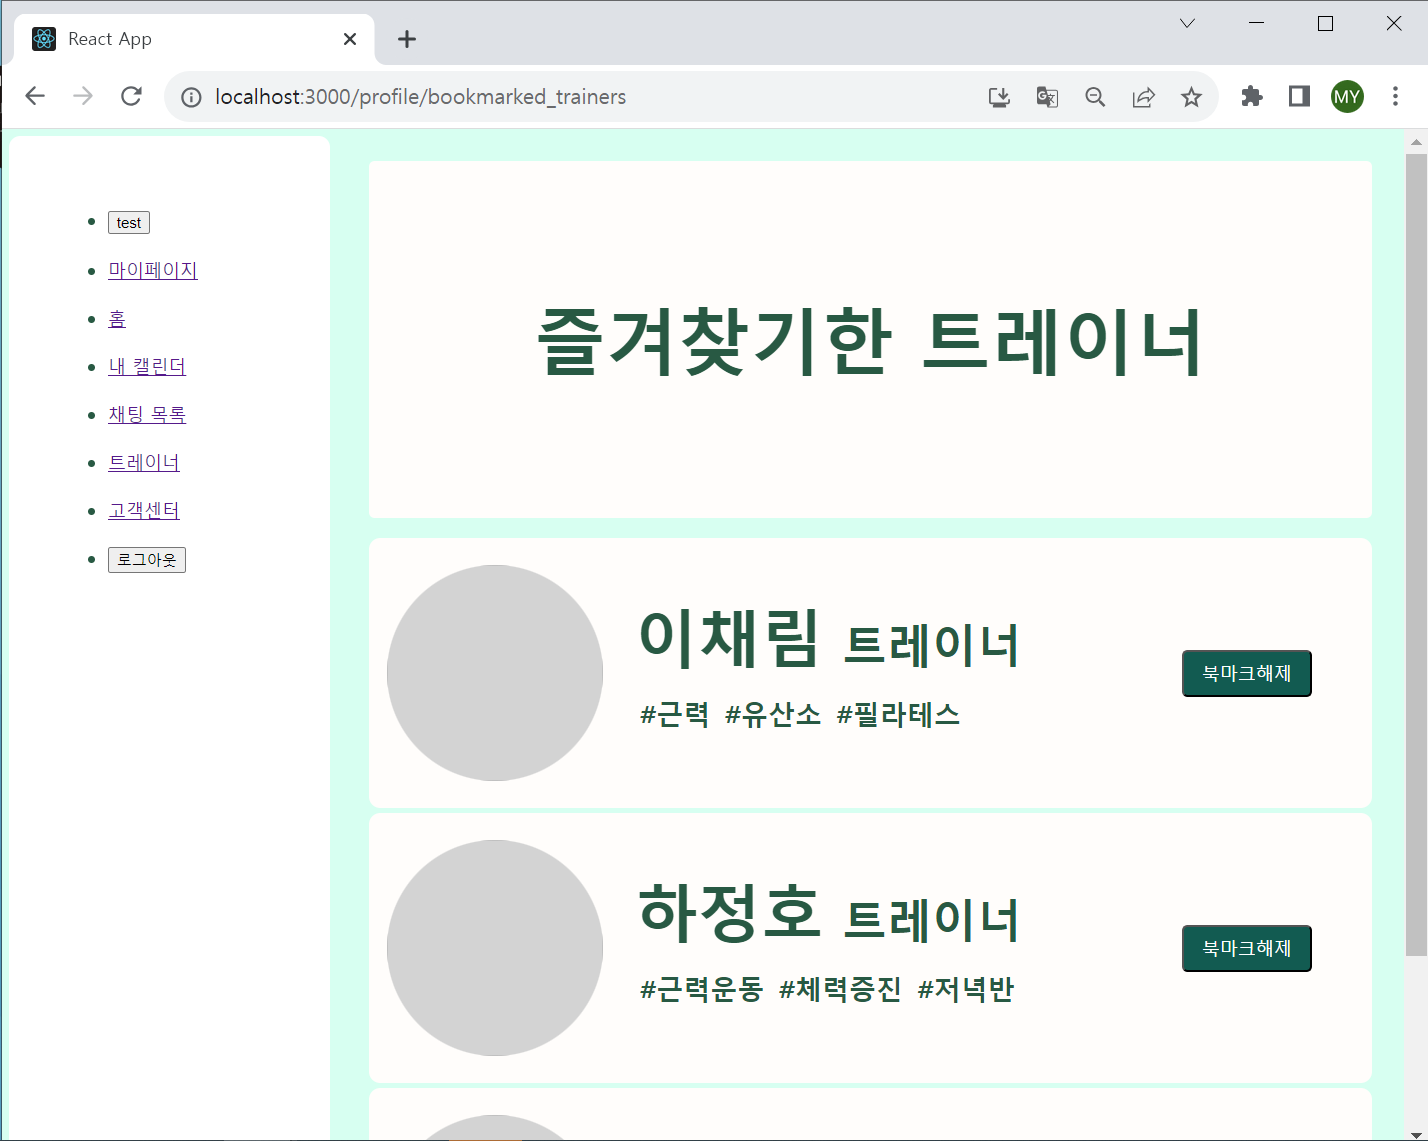 React App
localhost:3000/profile/bookmarked_trainers
MY
test
마이페이지
홈
내 캘린더
채팅 목록
트레이너
고객센터
로그아웃
즐겨찾기한 트레이너
이채림 트레이너
#근력 #유산소 #필라테스
북마크해제
하정호 트레이너
#근력운동 #체력증진 #저녁반
북마크해제